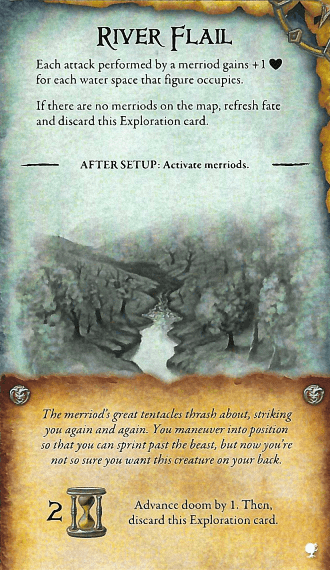 River Flail
Each attack performed by a merriod gains +1 ♥
for each water space that figure occupies.
If there are no merriods on the map, refresh fate
and discard this Exploration card.
AFTER SETUP: Activate merriods.
The merriod's great tentacles thrash about, striking
you again and again. You maneuver into position
so that you can sprint past the beast, but now you're
not so sure you want this creature on your back.
2
Advance doom by 1. Then,
discard this Exploration card.